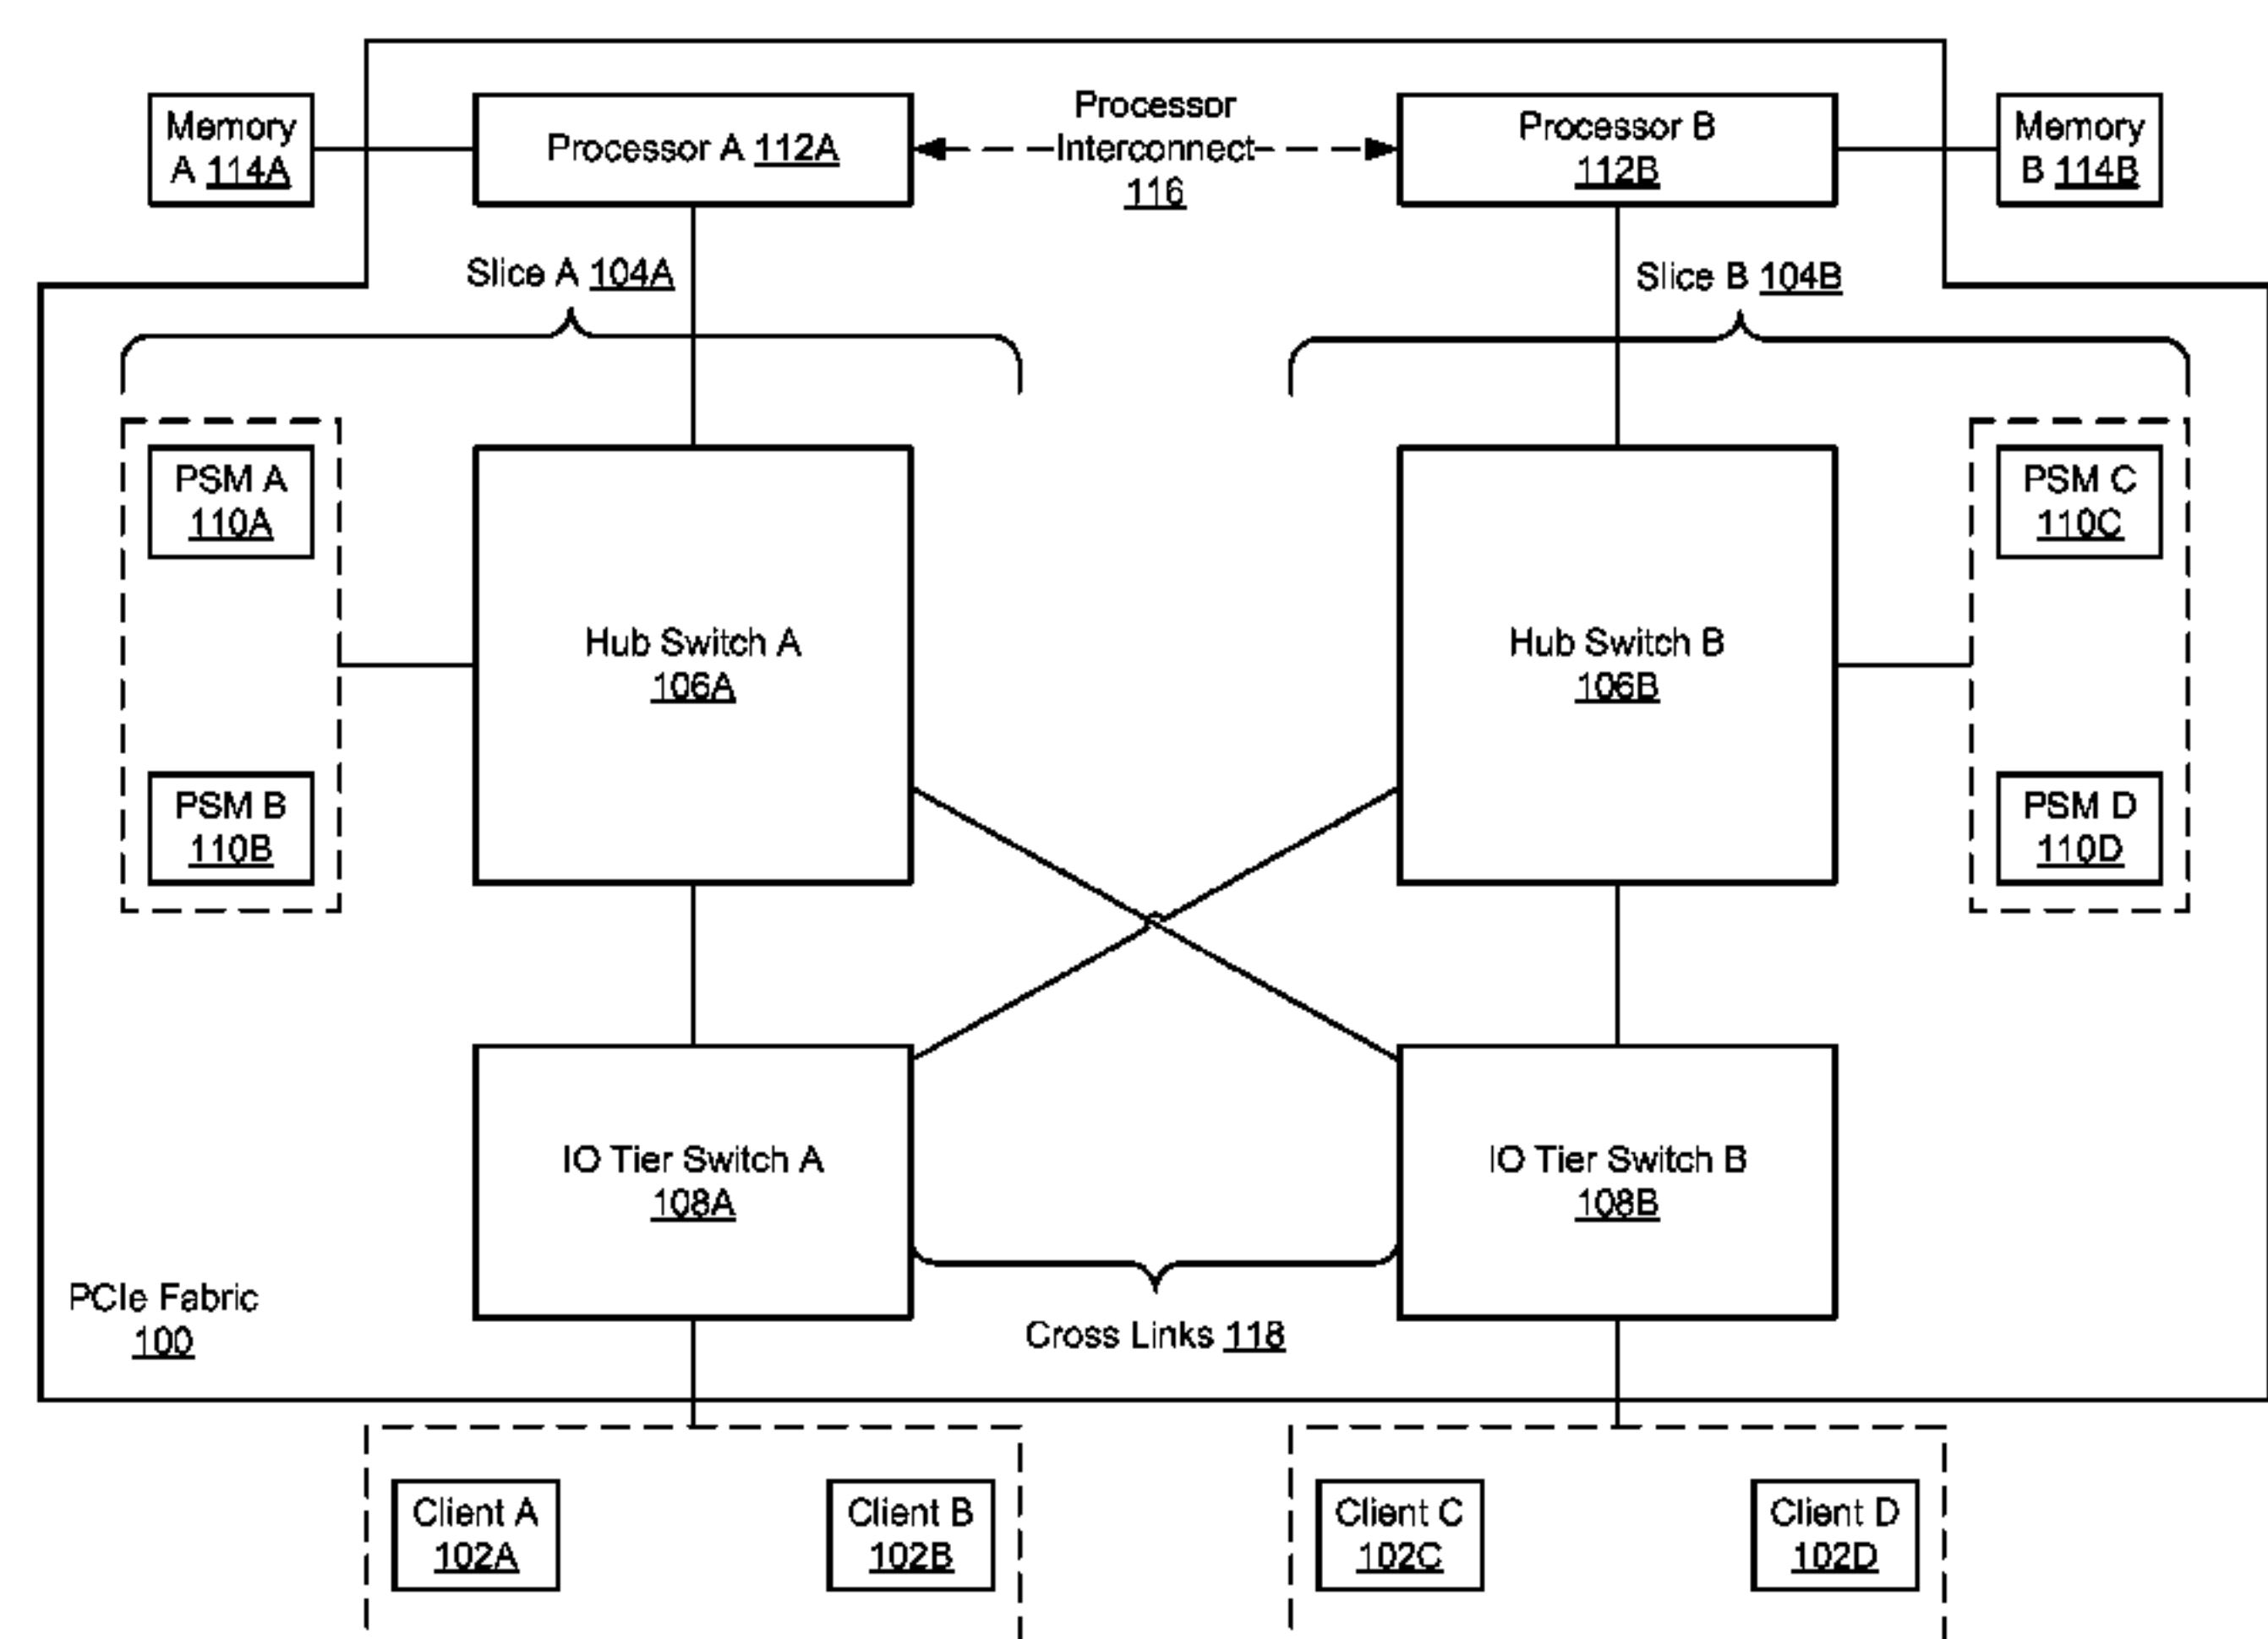 Memory
A 114A
Processor A 112A
Processor
Interconnect
116
Processor B
112B
Memory
B 114B
Slice A 104A
Slice B 104B
PSM A
110A
Hub Switch A
106A
PSM B
110B
Hub Switch B
106B
PSM C
110C
PSM D
110D
IO Tier Switch A
108A
IO Tier Switch B
108B
PCIe Fabric
100
Cross Links 118
Client A
102A
Client B
102B
Client C
102C
Client D
102D